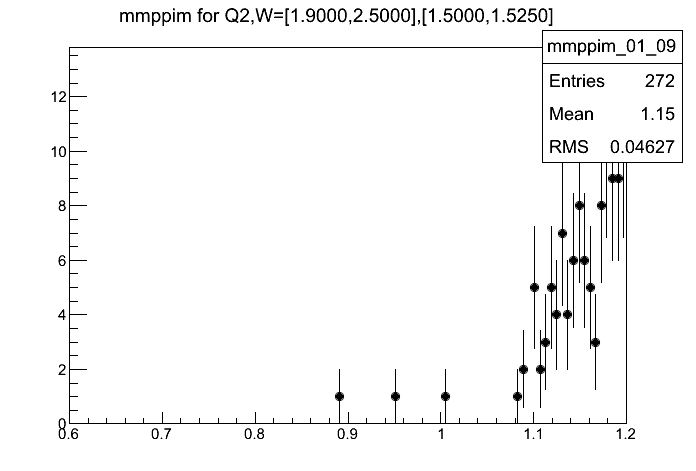 mmppim for Q2,W=[1.9000,2.5000],[1.5000,1.5250]
mmppim_01_09
Entries 272
Mean 1.15
RMS 0.04627
12
10
8
6
4
2
0
0.6 0.7 0.8 0.9 1 1.1 1.2